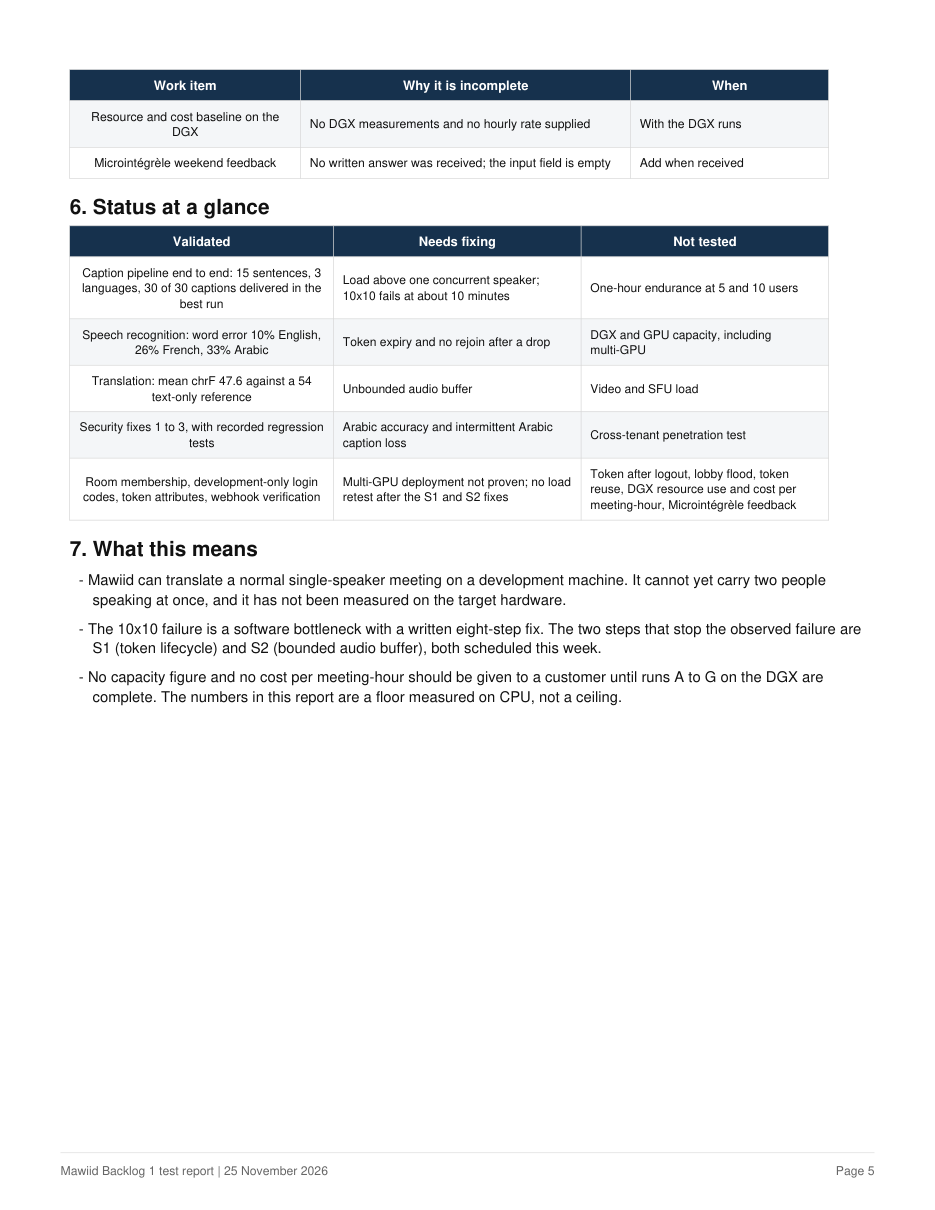 Work item Why it is incomplete When
Resource and cost baseline on the
DGX
No DGX measurements and no hourly rate supplied
With the DGX runs
Microintégrèle weekend feedback
No written answer was received; the input field is empty
Add when received
6. Status at a glance
Validated Needs fixing Not tested
Caption pipeline end to end: 15 sentences, 3
languages, 30 of 30 captions delivered in the
best run
Load above one concurrent speaker;
10x10 fails at about 10 minutes
One-hour endurance at 5 and 10 users
Speech recognition: word error 10% English,
26% French, 33% Arabic
Token expiry and no rejoin after a drop
DGX and GPU capacity, including
multi-GPU
Translation: mean chrF 47.6 against a 54
text-only reference
Unbounded audio buffer
Video and SFU load
Security fixes 1 to 3, with recorded regression
tests
Arabic accuracy and intermittent Arabic
caption loss
Cross-tenant penetration test
Room membership, development-only login
codes, token attributes, webhook verification
Multi-GPU deployment not proven; no load
retest after the S1 and S2 fixes
Token after logout, lobby flood, token
reuse, DGX resource use and cost per
meeting-hour, Microintégrèle feedback
7. What this means
- Mawiid can translate a normal single-speaker meeting on a development machine. It cannot yet carry two people
speaking at once, and it has not been measured on the target hardware.
- The 10x10 failure is a software bottleneck with a written eight-step fix. The two steps that stop the observed failure are
S1 (token lifecycle) and S2 (bounded audio buffer), both scheduled this week.
- No capacity figure and no cost per meeting-hour should be given to a customer until runs A to G on the DGX are
complete. The numbers in this report are a floor measured on CPU, not a ceiling.
Mawiid Backlog 1 test report | 25 November 2026
Page 5